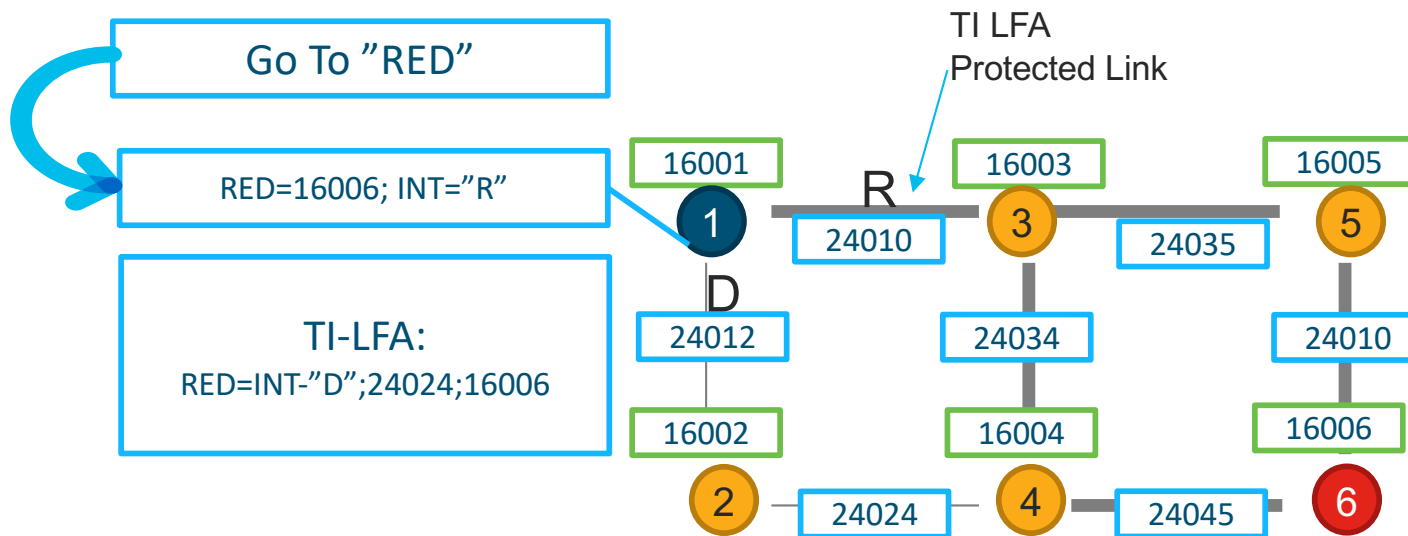 Go To ”RED”
RED=16006; INT=”R”
TI-LFA:
RED=INT-”D”;24024;16006
TI LFA
Protected Link
16001
16003
16005
R
1
3
5
24010
24035
D
24012
24034
24010
16002
16004
16006
2
4
6
24024
24045